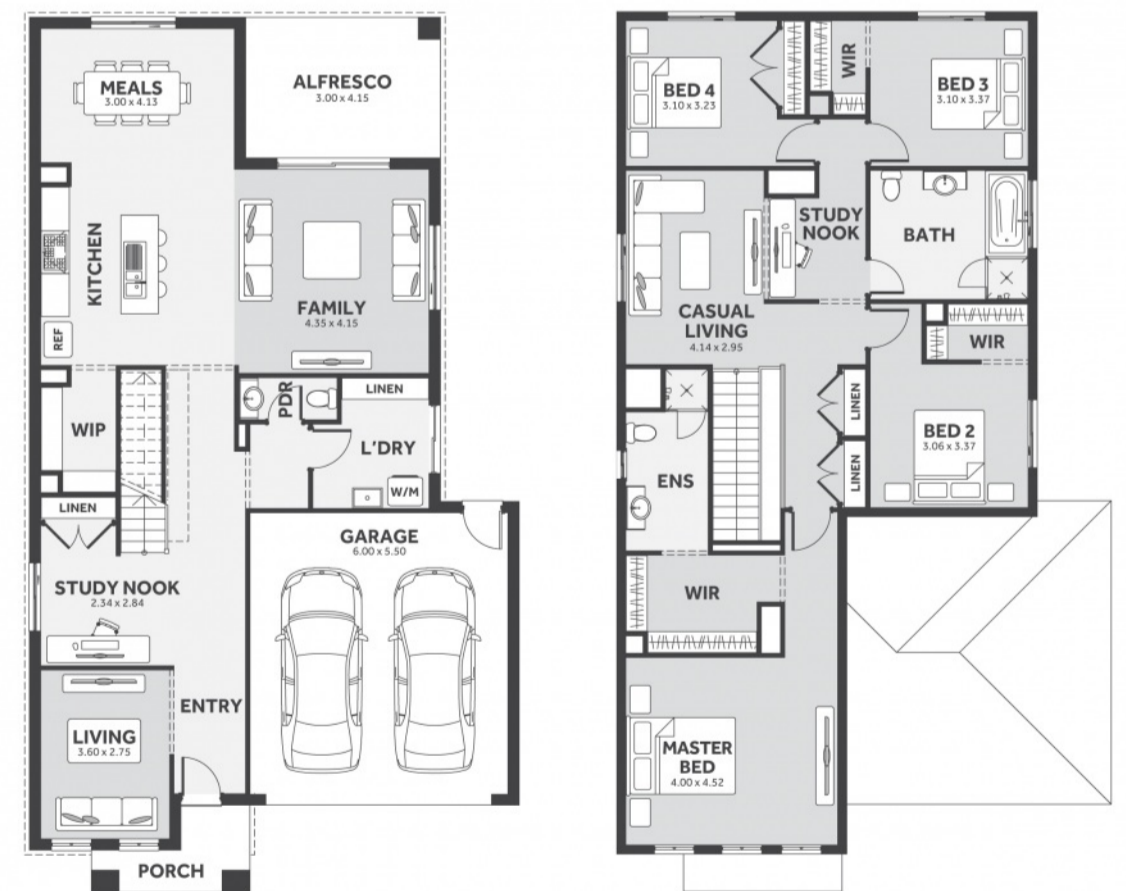 MEALS
3.00 x 4.13
ALFRESCO
3.00 x 4.15
KITCHEN
REF
FAMILY
4.35 x 4.15
WIP
PDR
LINEN
L'DRY
W/M
LINEN
STUDY NOOK
2.34 x 2.84
GARAGE
6.00 x 5.50
ENTRY
LIVING
3.60 x 2.75
PORCH
BED 4
3.10 x 3.23
WIR
BED 3
3.10 x 3.37
STUDY
NOOK
BATH
CASUAL
LIVING
4.14 x 2.95
WIR
LINEN
BED 2
3.06 x 3.37
LINEN
ENS
WIR
MASTER
BED
4.00 x 4.52